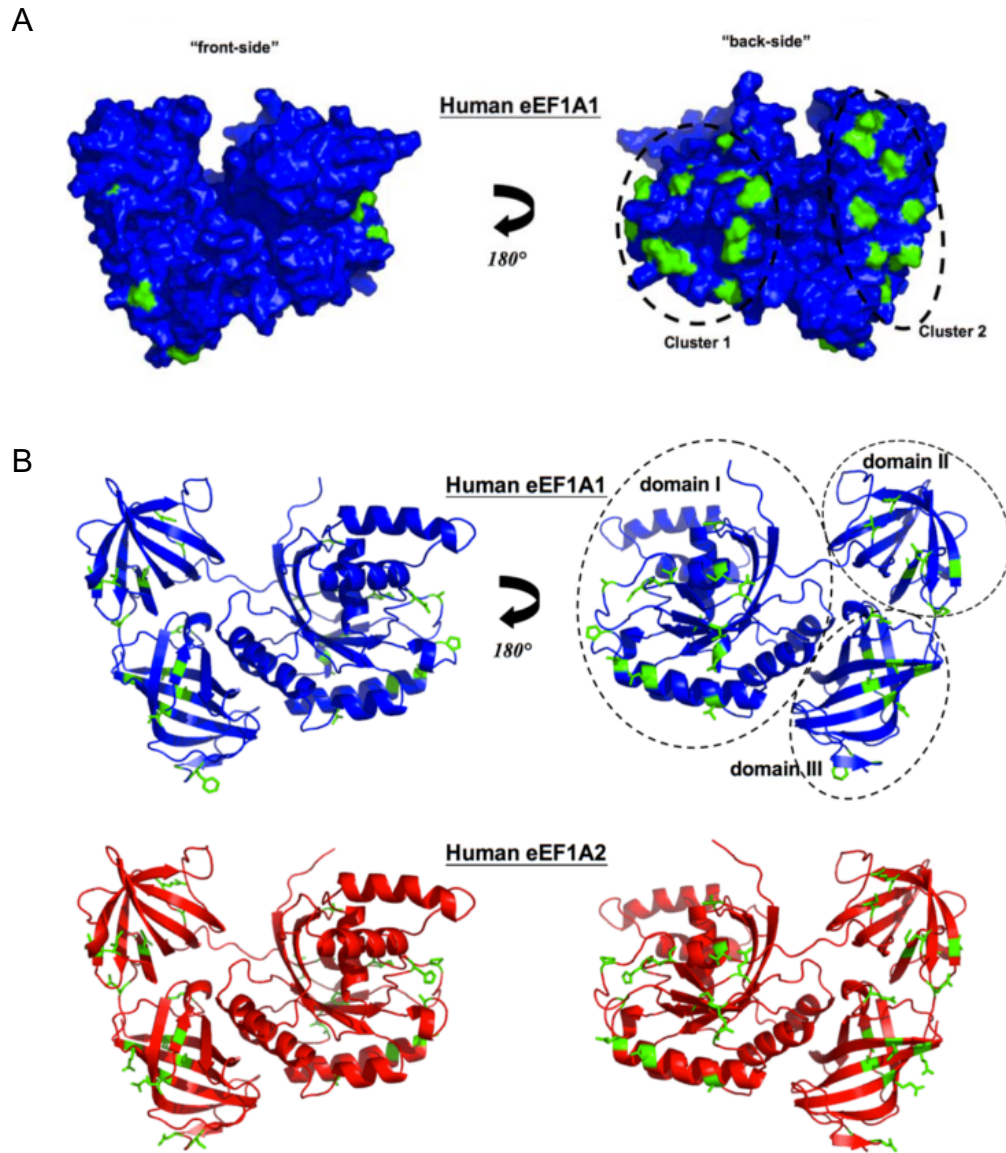 A
“front-side”
“back-side”
Human eEF1A1
180°
Cluster 1
Cluster 2
B
Human eEF1A1
domain I
domain II
180°
domain III
Human eEF1A2